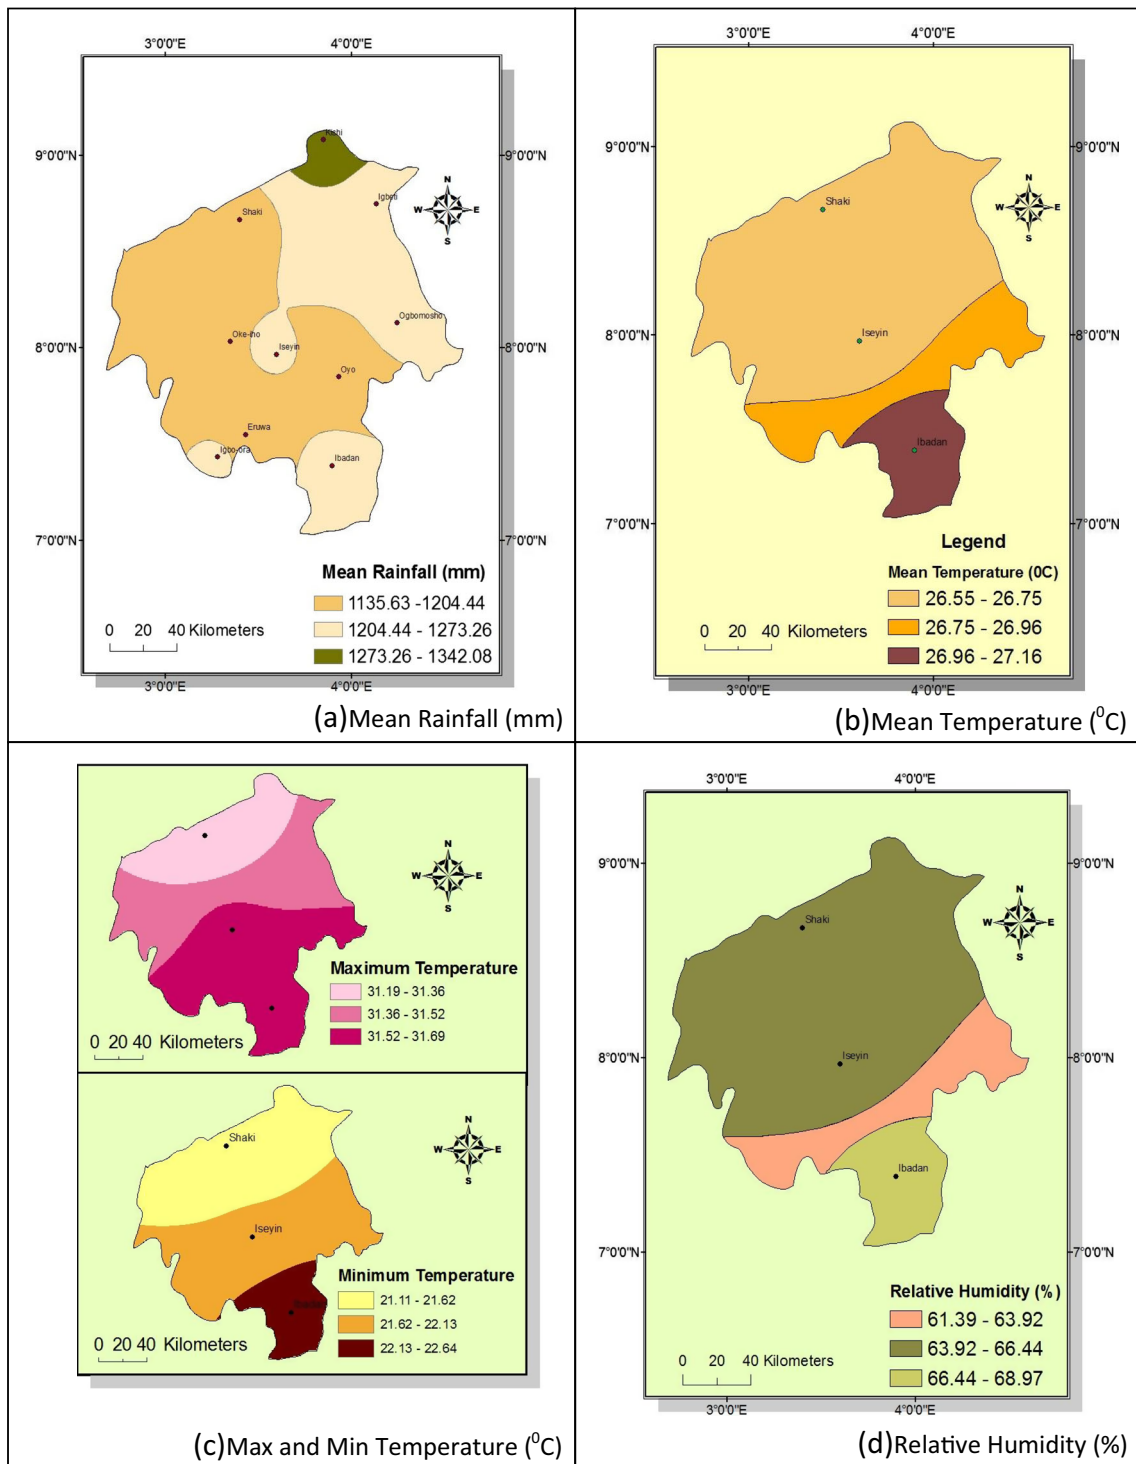 3°0'0"E 4°0'0"E
9°0'0"N 9°0'0"N
8°0'0"N 8°0'0"N
7°0'0"N 7°0'0"N
3°0'0"E 4°0'0"E
Kishi
Igbeti
Shaki
Ogbomosho
Oke-iho
Iseyin
Oyo
Eruwa
Igbo-ora
Ibadan
N
W E
S
Mean Rainfall (mm)
1135.63 -1204.44
1204.44 - 1273.26
1273.26 - 1342.08
0 20 40 Kilometers
(a)Mean Rainfall (mm)
3°0'0"E 4°0'0"E
9°0'0"N 9°0'0"N
8°0'0"N 8°0'0"N
7°0'0"N 7°0'0"N
3°0'0"E 4°0'0"E
Shaki
Iseyin
Ibadan
N
W E
S
Legend
Mean Temperature (0C)
26.55 - 26.75
26.75 - 26.96
26.96 - 27.16
0 20 40 Kilometers
(b)Mean Temperature (⁰C)
N
W E
S
Maximum Temperature
31.19 - 31.36
31.36 - 31.52
31.52 - 31.69
0 20 40 Kilometers
Shaki
Iseyin
Ibadan
N
W E
S
Minimum Temperature
21.11 - 21.62
21.62 - 22.13
22.13 - 22.64
0 20 40 Kilometers
(c)Max and Min Temperature (⁰C)
3°0'0"E 4°0'0"E
9°0'0"N 9°0'0"N
8°0'0"N 8°0'0"N
7°0'0"N 7°0'0"N
3°0'0"E 4°0'0"E
Shaki
Iseyin
Ibadan
N
W E
S
Relative Humidity (%)
61.39 - 63.92
63.92 - 66.44
66.44 - 68.97
0 20 40 Kilometers
(d)Relative Humidity (%)